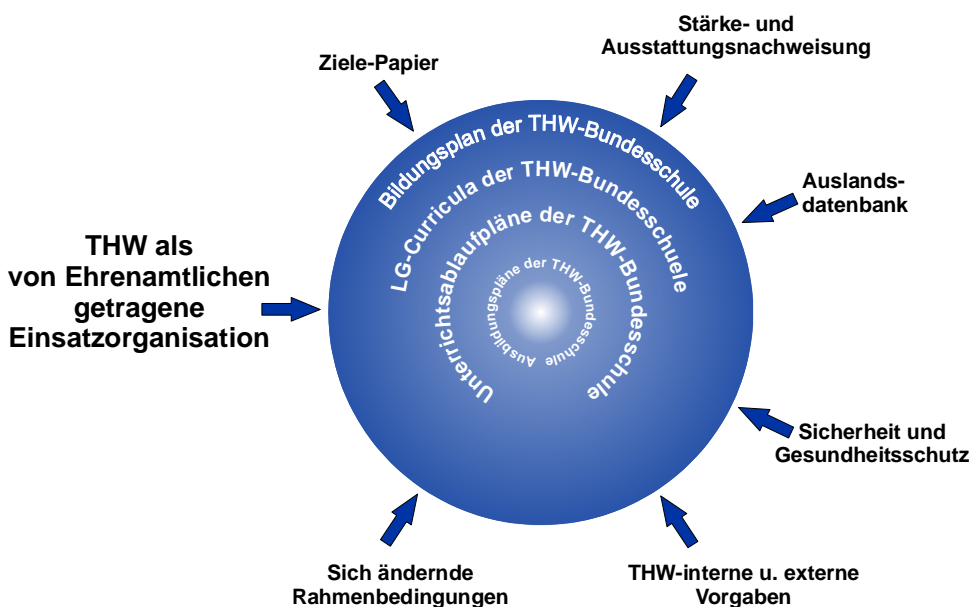 Stärke- und
Ausstattungsnachweisung
Ziele-Papier
Bildungsplan der THW-Bundesschule
LG-Curricula der THW-Bundesschuele
Unterrichtsablaufpläne der THW-Bundesschule
Ausbildungspläne der THW-Bundesschule
Auslands-
datenbank
THW als
von Ehrenamtlichen
getragene
Einsatzorganisation
Sicherheit und
Gesundheitsschutz
Sich ändernde
Rahmenbedingungen
THW-interne u. externe
Vorgaben